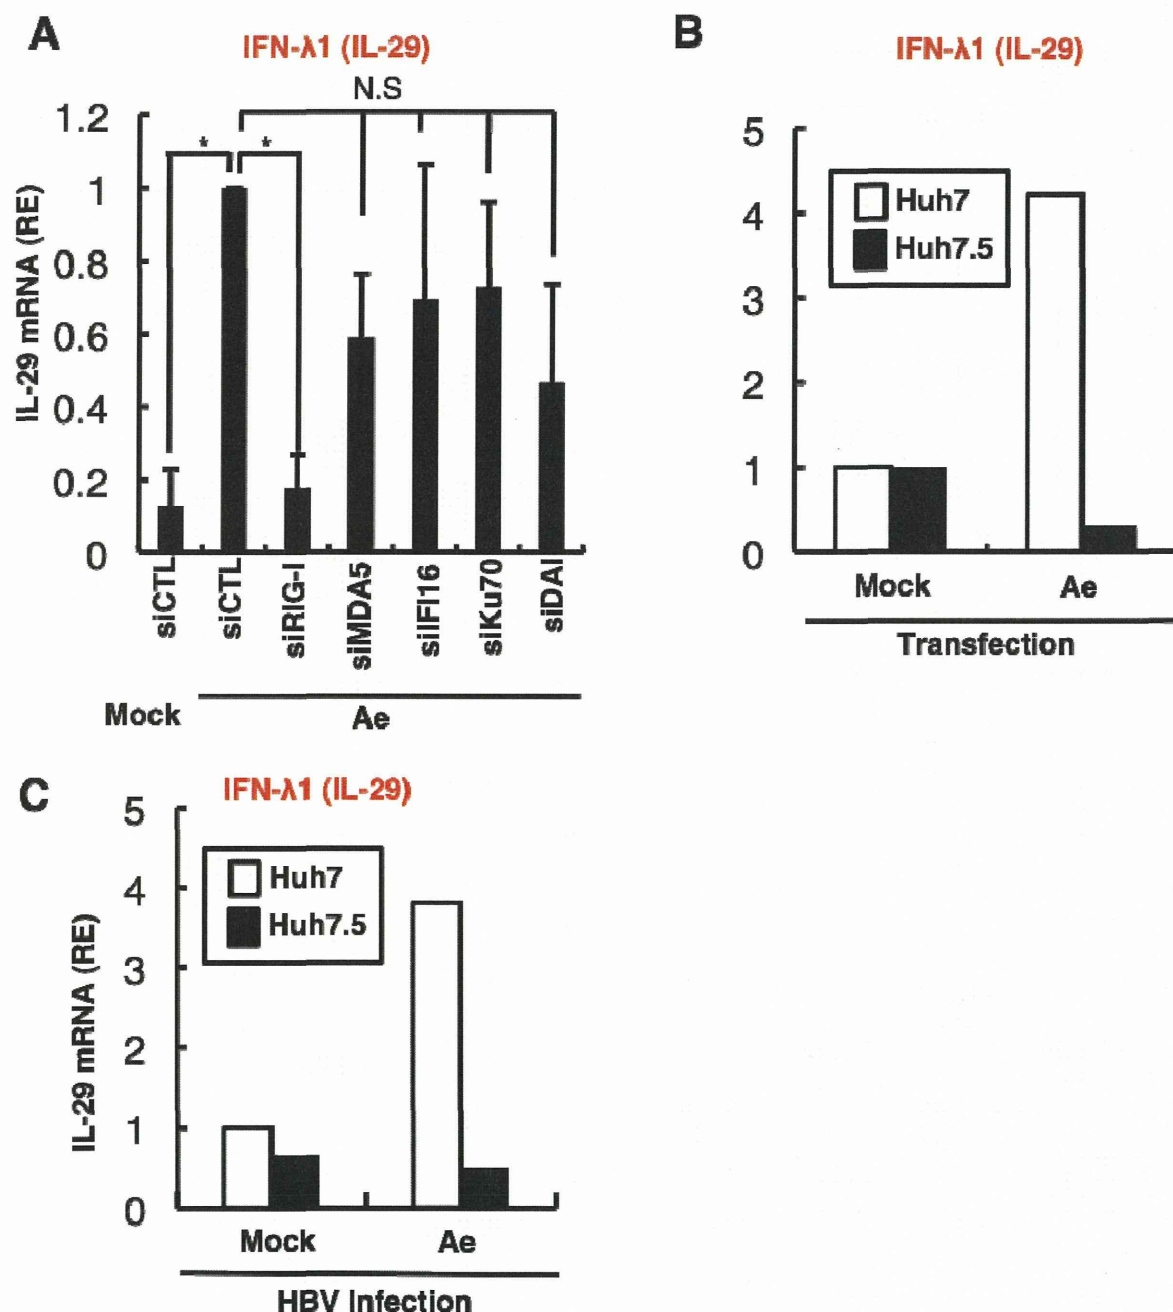 A
IFN-λ1 (IL-29)
N.S
* *
IL-29 mRNA (RE)
1.2
1
0.8
0.6
0.4
0.2
0
siCTL
siCTL
siRIG-I
siMDA5
siIFI16
siKu70
siDAI
Mock
Ae
B
IFN-λ1 (IL-29)
5
4
3
2
1
0
Huh7
Huh7.5
Mock Ae
Transfection
C
IFN-λ1 (IL-29)
IL-29 mRNA (RE)
5
4
3
2
1
0
Huh7
Huh7.5
Mock Ae
HBV Infection